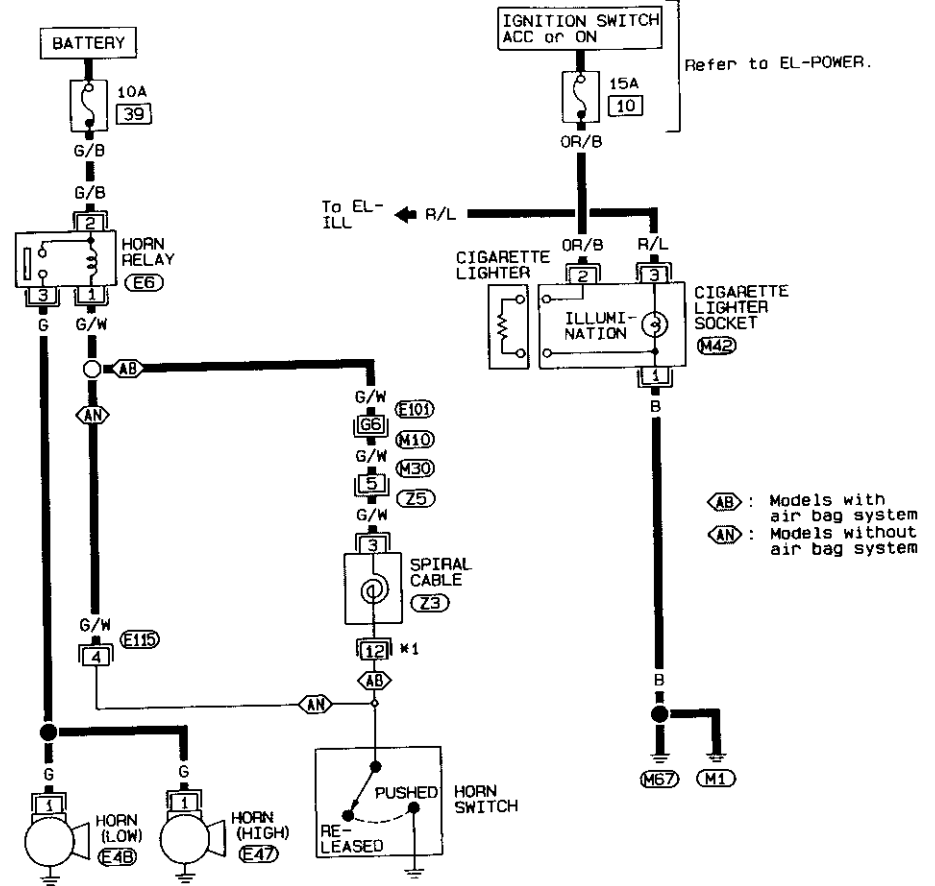 BATTERY
10A
39
G/B
G/B
2
HORN
RELAY
E6
3
1
G
G/W
AB
AN
G/W
E101
G6
M10
G/W
M30
5
Z5
G/W
3
SPIRAL
CABLE
Z3
12
*1
AB
G/W
E115
4
AN
G
G
1
1
HORN
(LOW)
E48
HORN
(HIGH)
E47
PUSHED
RE-
LEASED
HORN
SWITCH
IGNITION SWITCH
ACC or ON
Refer to EL-POWER.
15A
10
OR/B
To EL-
ILL
R/L
OR/B
R/L
CIGARETTE
LIGHTER
2
3
ILLUMI-
NATION
CIGARETTE
LIGHTER
SOCKET
M42
1
B
AB : Models with
air bag system
AN : Models without
air bag system
B
M67
M1